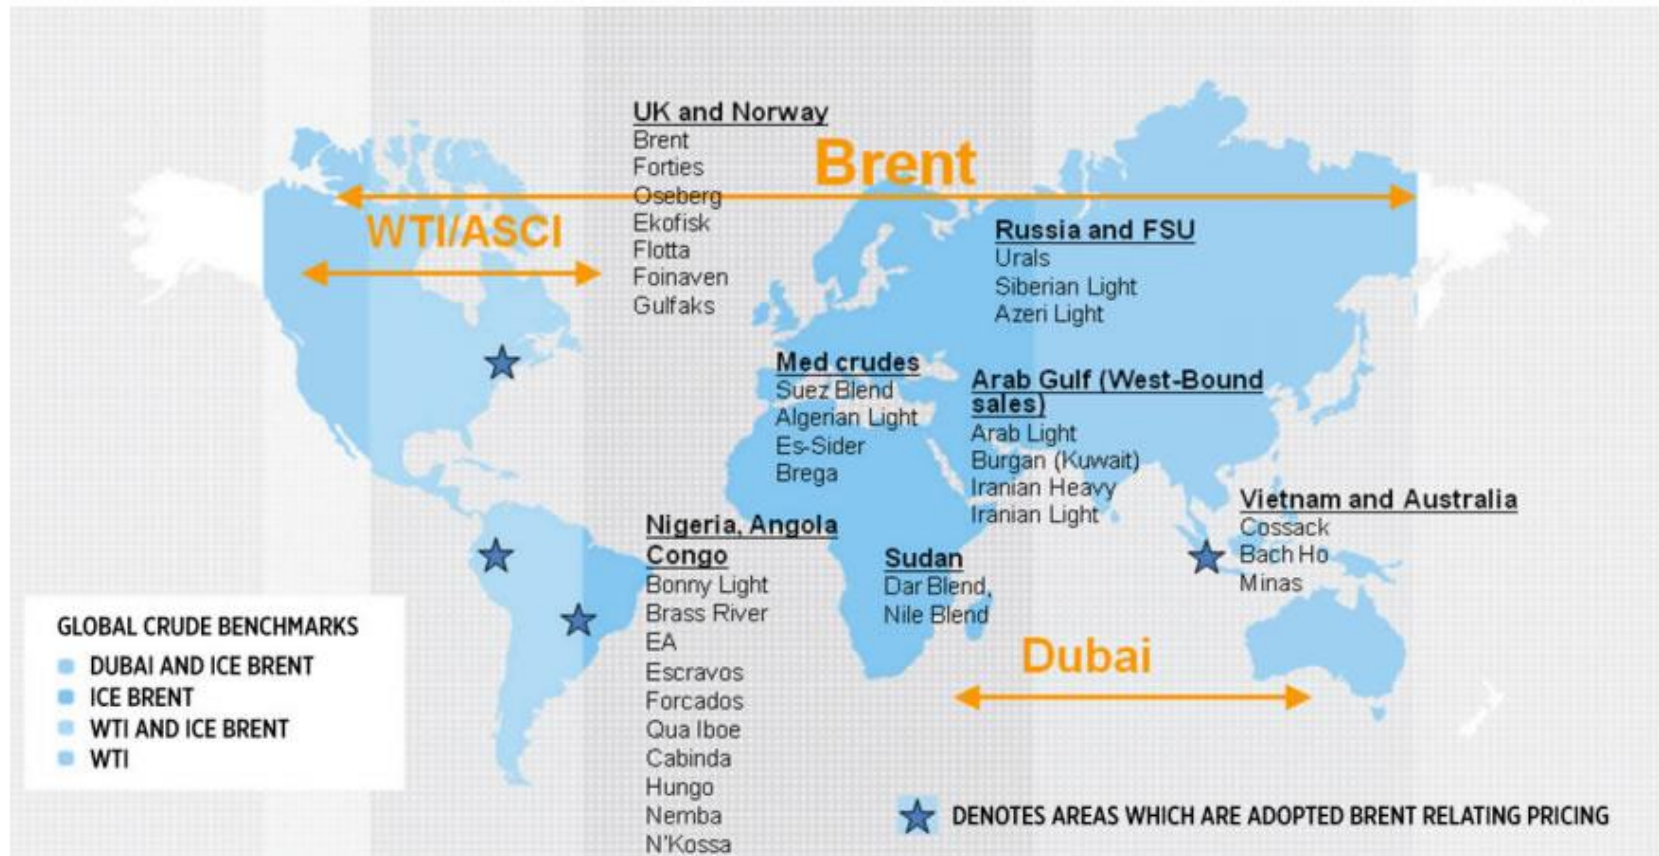 UK and Norway
Brent
Forties
Oseberg
Ekofisk
Flotta
Foinaven
Gulfaks
Brent
WTI/ASCI
Russia and FSU
Urals
Siberian Light
Azeri Light
Med crudes
Suez Blend
Algerian Light
Es-Sider
Brega
Arab Gulf (West-Bound
sales)
Arab Light
Burgan (Kuwait)
Iranian Heavy
Iranian Light
Vietnam and Australia
Cossack
Bach Ho
Minas
Nigeria, Angola
Congo
Bonny Light
Brass River
EA
Escravos
Forcados
Qua Iboe
Cabinda
Hungo
Nemba
N'Kossa
Sudan
Dar Blend,
Nile Blend
Dubai
GLOBAL CRUDE BENCHMARKS
DUBAI AND ICE BRENT
ICE BRENT
WTI AND ICE BRENT
WTI
DENOTES AREAS WHICH ARE ADOPTED BRENT RELATING PRICING